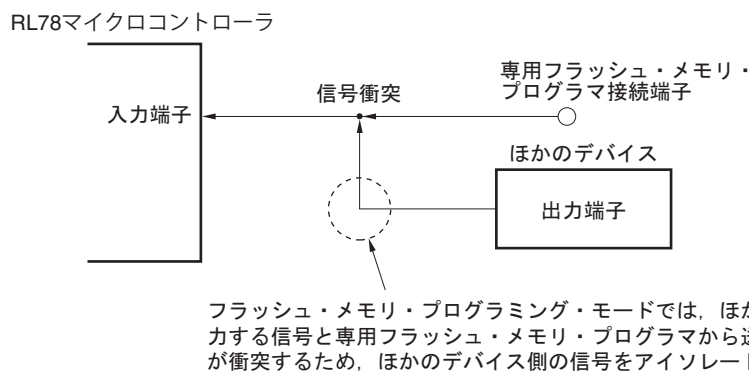 RL78マイクロコントローラ
専用フラッシュ・メモリ・
プログラマ接続端子
信号衝突
入力端子
ほかのデバイス
出力端子
フラッシュ・メモリ・プログラミング・モードでは，ほか
力する信号と専用フラッシュ・メモリ・プログラマから送
が衝突するため，ほかのデバイス側の信号をアイソレート